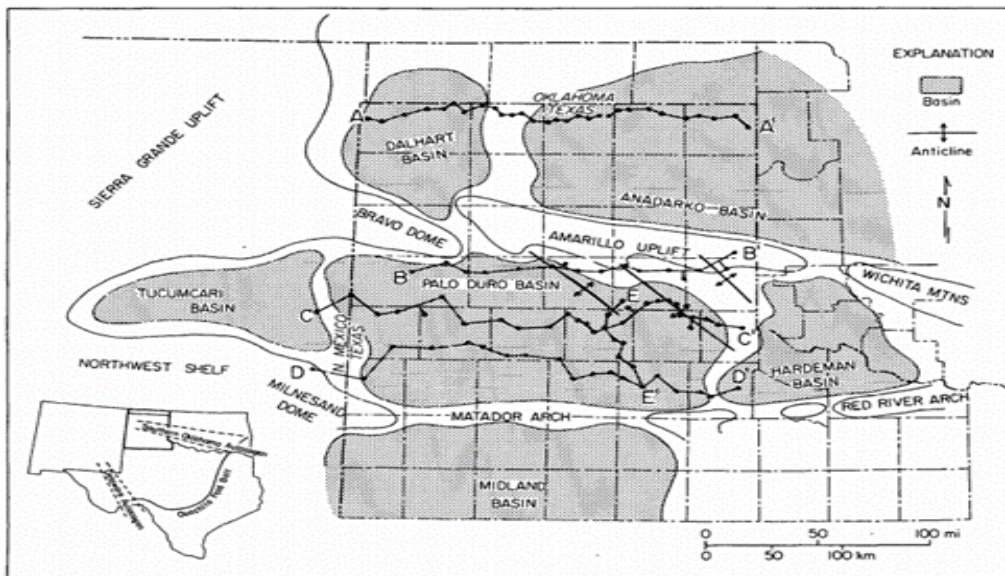 EXPLANATION
Basin
Anticline
N
OKLAHOMA
TEXAS
A
A'
DALHART
BASIN
SIERRA GRANDE UPLIFT
ANADARKO BASIN
BRAVO DOME
AMARILLO UPLIFT
B
B'
PALO DURO BASIN
WICHITA MTNS
TUCUMCARI
BASIN
E
C
N. MEXICO
TEXAS
C'
NORTHWEST SHELF
D
D'
HARDEMAN
BASIN
MILNESAND
DOME
E'
MATADOR ARCH
RED RIVER ARCH
MIDLAND
BASIN
0 50 100 mi
0 50 100 km